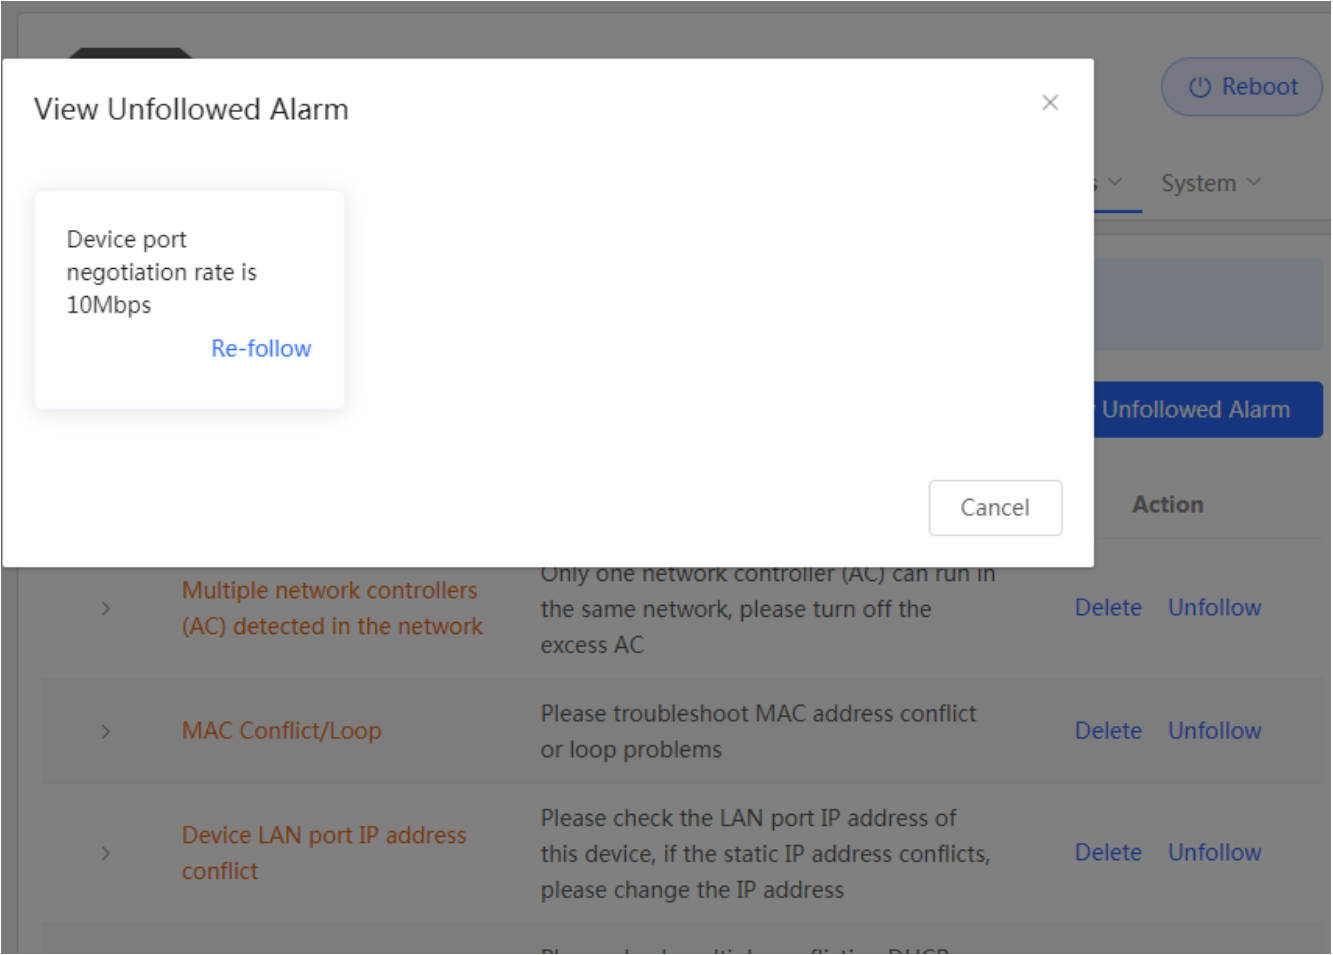 Reboot
View Unfollowed Alarm
System
Device port
negotiation rate is
10Mbps
Re-follow
Unfollowed Alarm
Cancel
Action
Multiple network controllers
(AC) detected in the network
Only one network controller (AC) can run in
the same network, please turn off the
excess AC
Delete Unfollow
MAC Conflict/Loop
Please troubleshoot MAC address conflict
or loop problems
Delete Unfollow
Device LAN port IP address
conflict
Please check the LAN port IP address of
this device, if the static IP address conflicts,
please change the IP address
Delete Unfollow